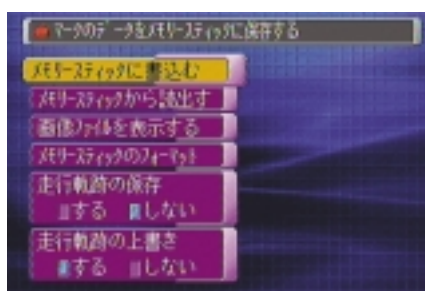 マークのデータをメモリースティックに保存する
メモリースティックに書込む
メモリースティックから読出す
画像ファイルを表示する
メモリースティックのフォーマット
走行軌跡の保存
する しない
走行軌跡の上書き
する しない